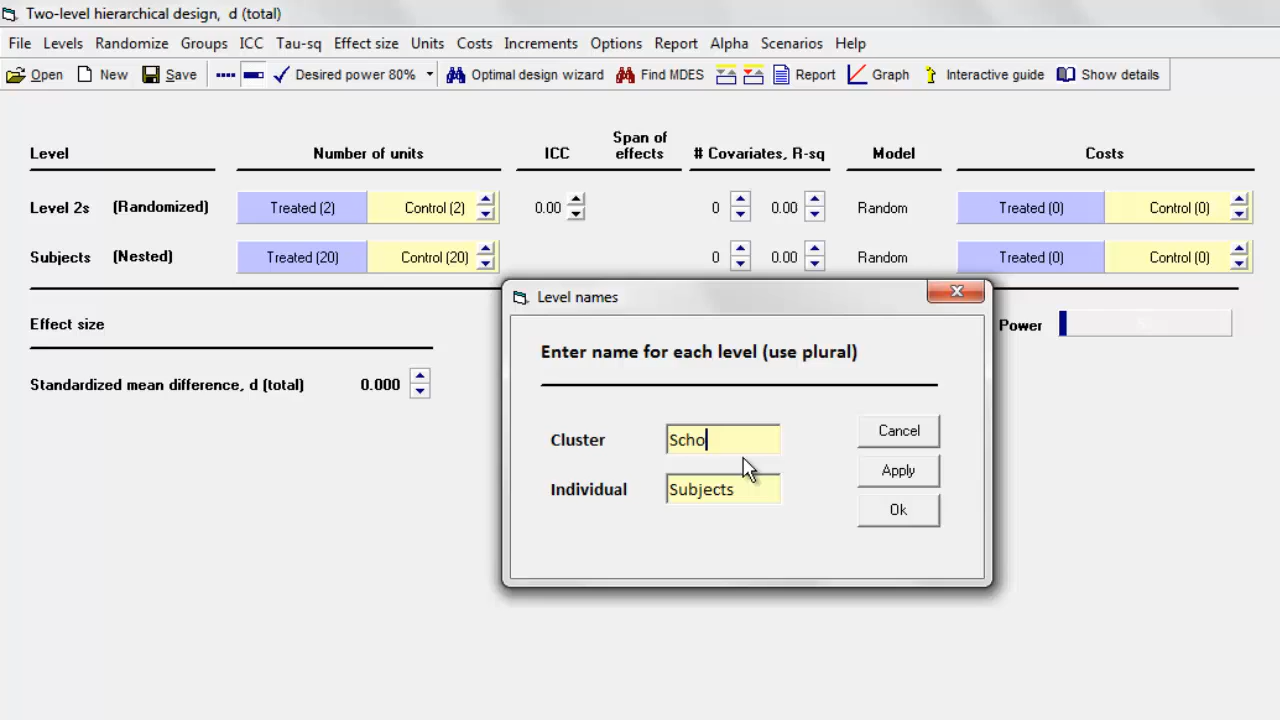 Two-level hierarchical design, d (total)
File Levels Randomize Groups ICC Tau-sq Effect size Units Costs Increments Options Report Alpha Scenarios Help
Open New Save Desired power 80% Optimal design wizard Find MDES Report Graph Interactive guide Show details
Level Number of units ICC Span of effects # Covariates, R-sq Model Costs
Level 2s (Randomized) Treated (2) Control (2) 0.00 0 0.00 Random Treated (0) Control (0)
Subjects (Nested) Treated (20) Control (20) 0 0.00 Random Treated (0) Control (0)
Level names
Effect size
Power
Enter name for each level (use plural)
Standardized mean difference, d (total) 0.000
Cluster Scho Cancel
Apply
Individual Subjects
Ok